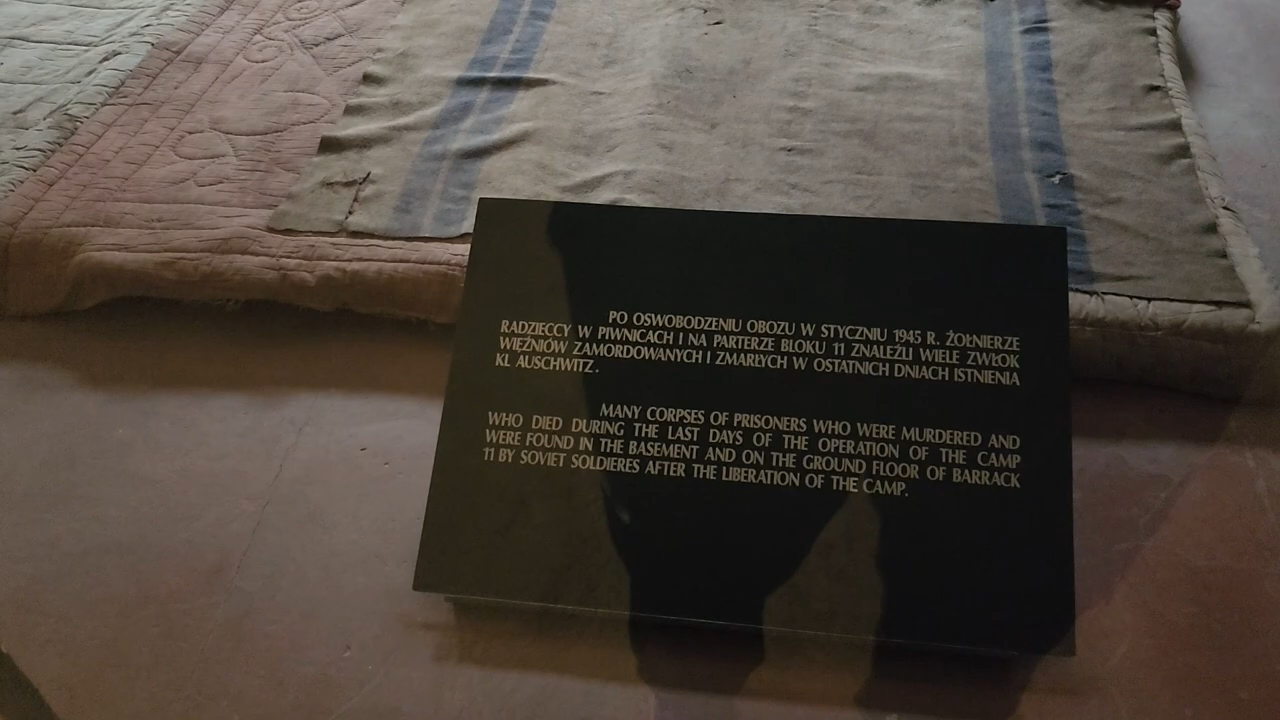 PO OSWOBODZENIU OBOZU W STYCZNIU 1945 R. ŻOŁNIERZE
RADZIECCY W PIWNICACH I NA PARTERZE BLOKU 11 ZNALEŹLI WIELE ZWŁOK
WIĘŹNIÓW ZAMORDOWANYCH I ZMARŁYCH W OSTATNICH DNIACH ISTNIENIA
KL AUSCHWITZ.
MANY CORPSES OF PRISONERS WHO WERE MURDERED AND
WHO DIED DURING THE LAST DAYS OF THE OPERATION OF THE CAMP
WERE FOUND IN THE BASEMENT AND ON THE GROUND FLOOR OF BARRACK
11 BY SOVIET SOLDIERES AFTER THE LIBERATION OF THE CAMP.